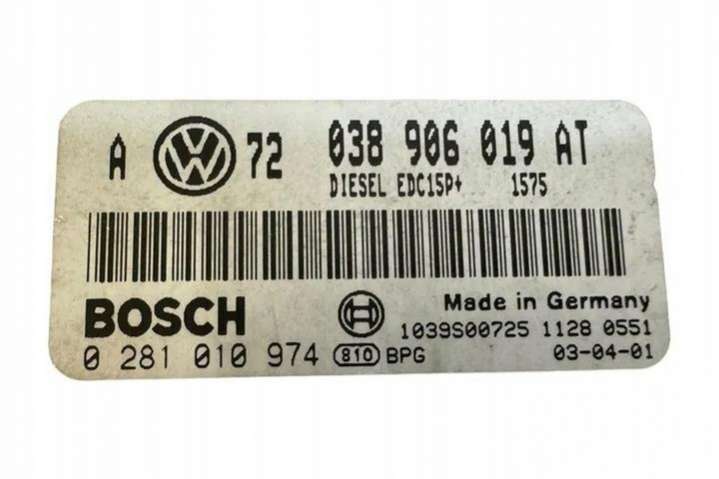 A VW 72 038 906 019 AT
DIESEL EDC15P+ 1575
BOSCH Made in Germany
1039S00725 1128 0551
0 281 010 974 810 BPG 03-04-01